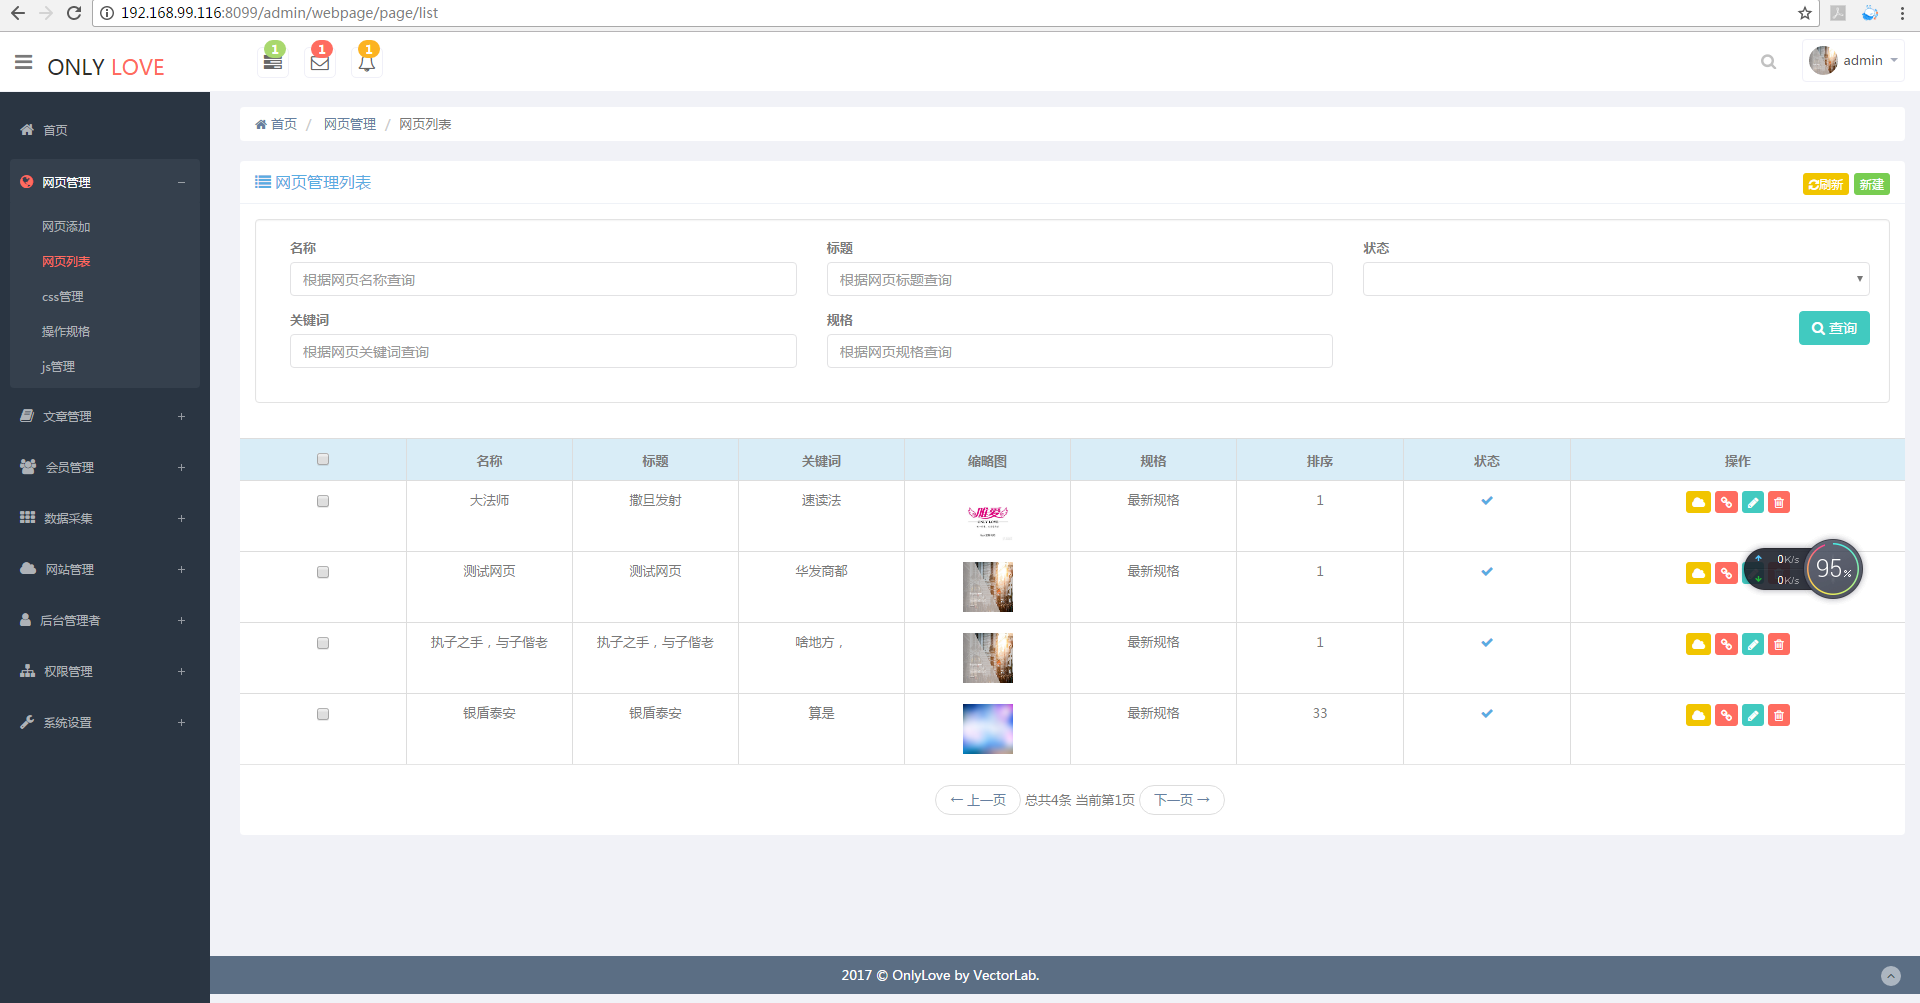 192.168.99.116:8099/admin/webpage/page/list
ONLY LOVE
1
1
1
admin
首页
网页管理
网页添加
网页列表
css管理
操作规格
js管理
文章管理
会员管理
数据采集
网站管理
后台管理者
权限管理
系统设置
首页 / 网页管理 / 网页列表
网页管理列表
刷新 新建
名称 标题 状态
根据网页名称查询 根据网页标题查询
关键词 规格
根据网页关键词查询 根据网页规格查询
查询
名称 标题 关键词 缩略图 规格 排序 状态 操作
大法师 撒旦发射 速读法 最新规格 1
唯爱
测试网页 测试网页 华发商都 最新规格 1
0K/s
0K/s
95%
执子之手，与子偕老 执子之手，与子偕老 啥地方， 最新规格 1
银盾泰安 银盾泰安 算是 最新规格 33
← 上一页 总共4条 当前第1页 下一页 →
2017 © OnlyLove by VectorLab.